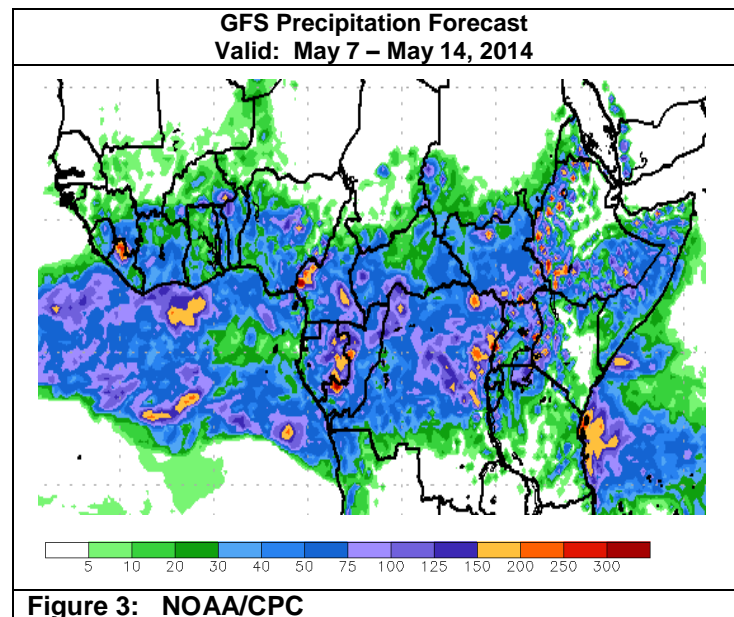 GFS Precipitation Forecast
Valid: May 7 – May 14, 2014
5 10 20 30 40 50 75 100 125 150 200 250 300
Figure 3: NOAA/CPC